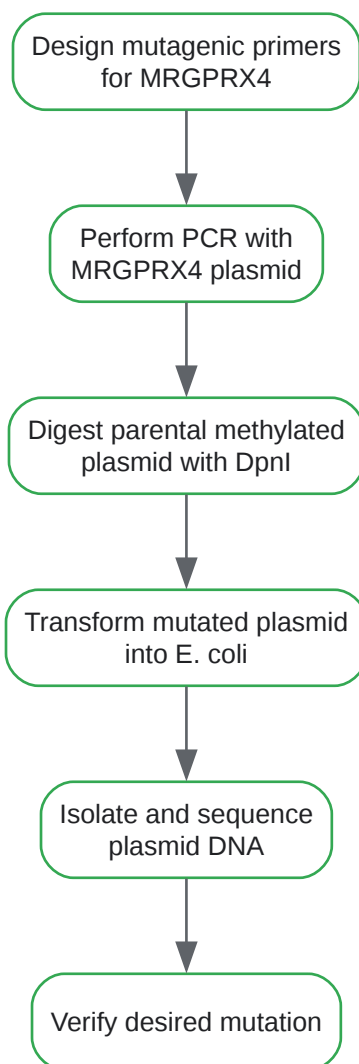 Design mutagenic primers
for MRGPRX4
Perform PCR with
MRGPRX4 plasmid
Digest parental methylated
plasmid with DpnI
Transform mutated plasmid
into E. coli
Isolate and sequence
plasmid DNA
Verify desired mutation